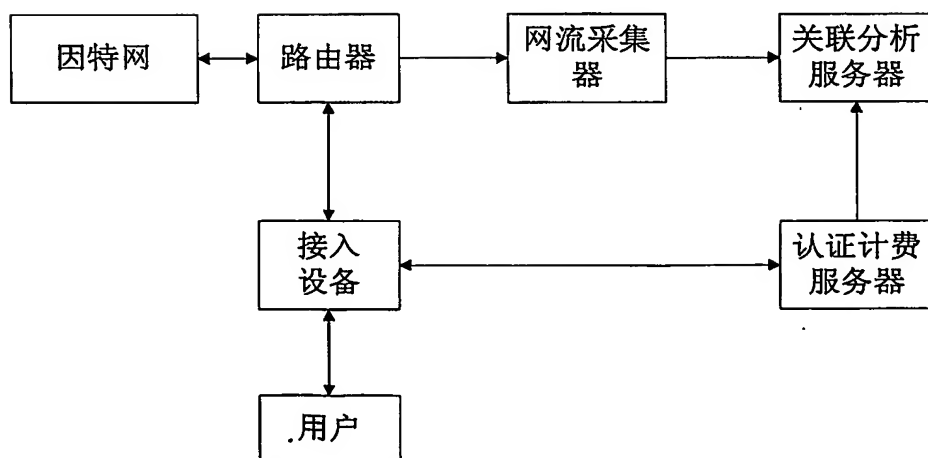 因特网
路由器
网流采集
器
关联分析
服务器
接入
设备
认证计费
服务器
用户